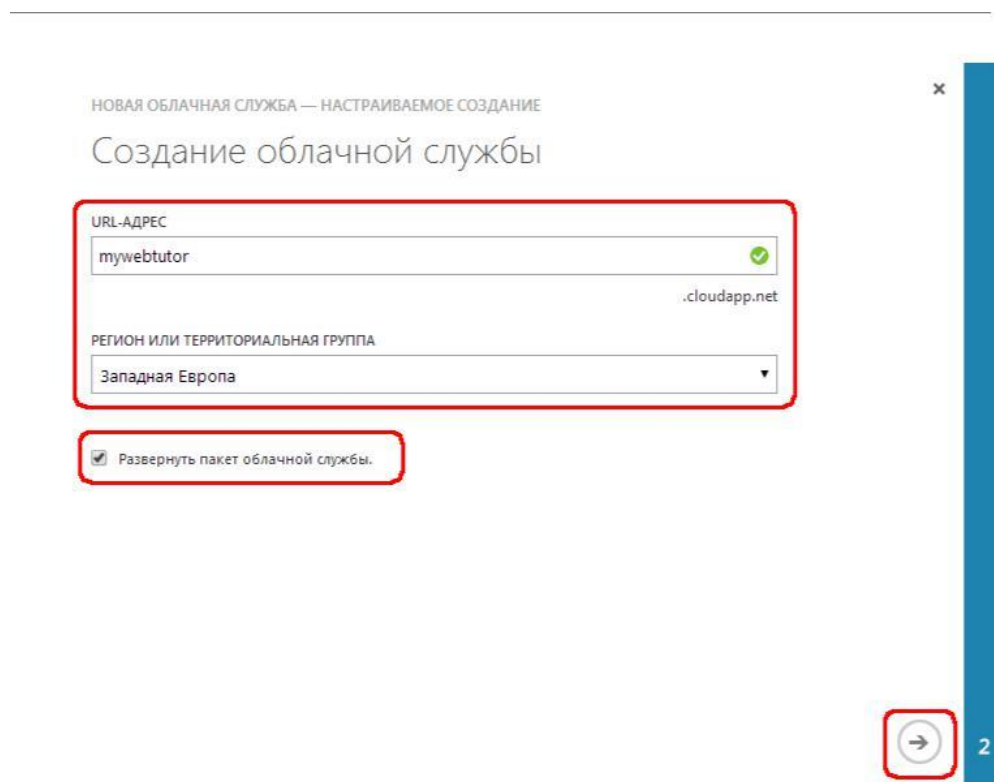 НОВАЯ ОБЛАЧНАЯ СЛУЖБА — НАСТРАИВАЕМОЕ СОЗДАНИЕ
Создание облачной службы
URL-АДРЕС
mywebtutor
.cloudapp.net
РЕГИОН ИЛИ ТЕРРИТОРИАЛЬНАЯ ГРУППА
Западная Европа
Развернуть пакет облачной службы.
2